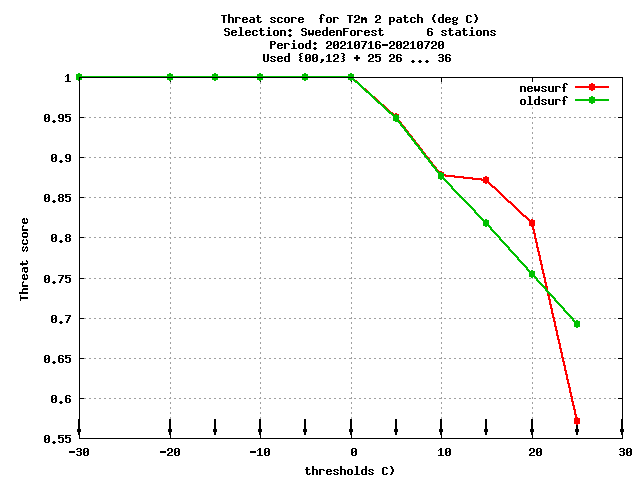 Threat score  for T2m 2 patch (deg C)
Selection: SwedenForest      6 stations
Period: 20210716-20210720
Used {00,12} + 25 26 ... 36
newsurf
oldsurf
Threat score
1
0.95
0.9
0.85
0.8
0.75
0.7
0.65
0.6
0.55
-30 -20 -10 0 10 20 30
thresholds C)